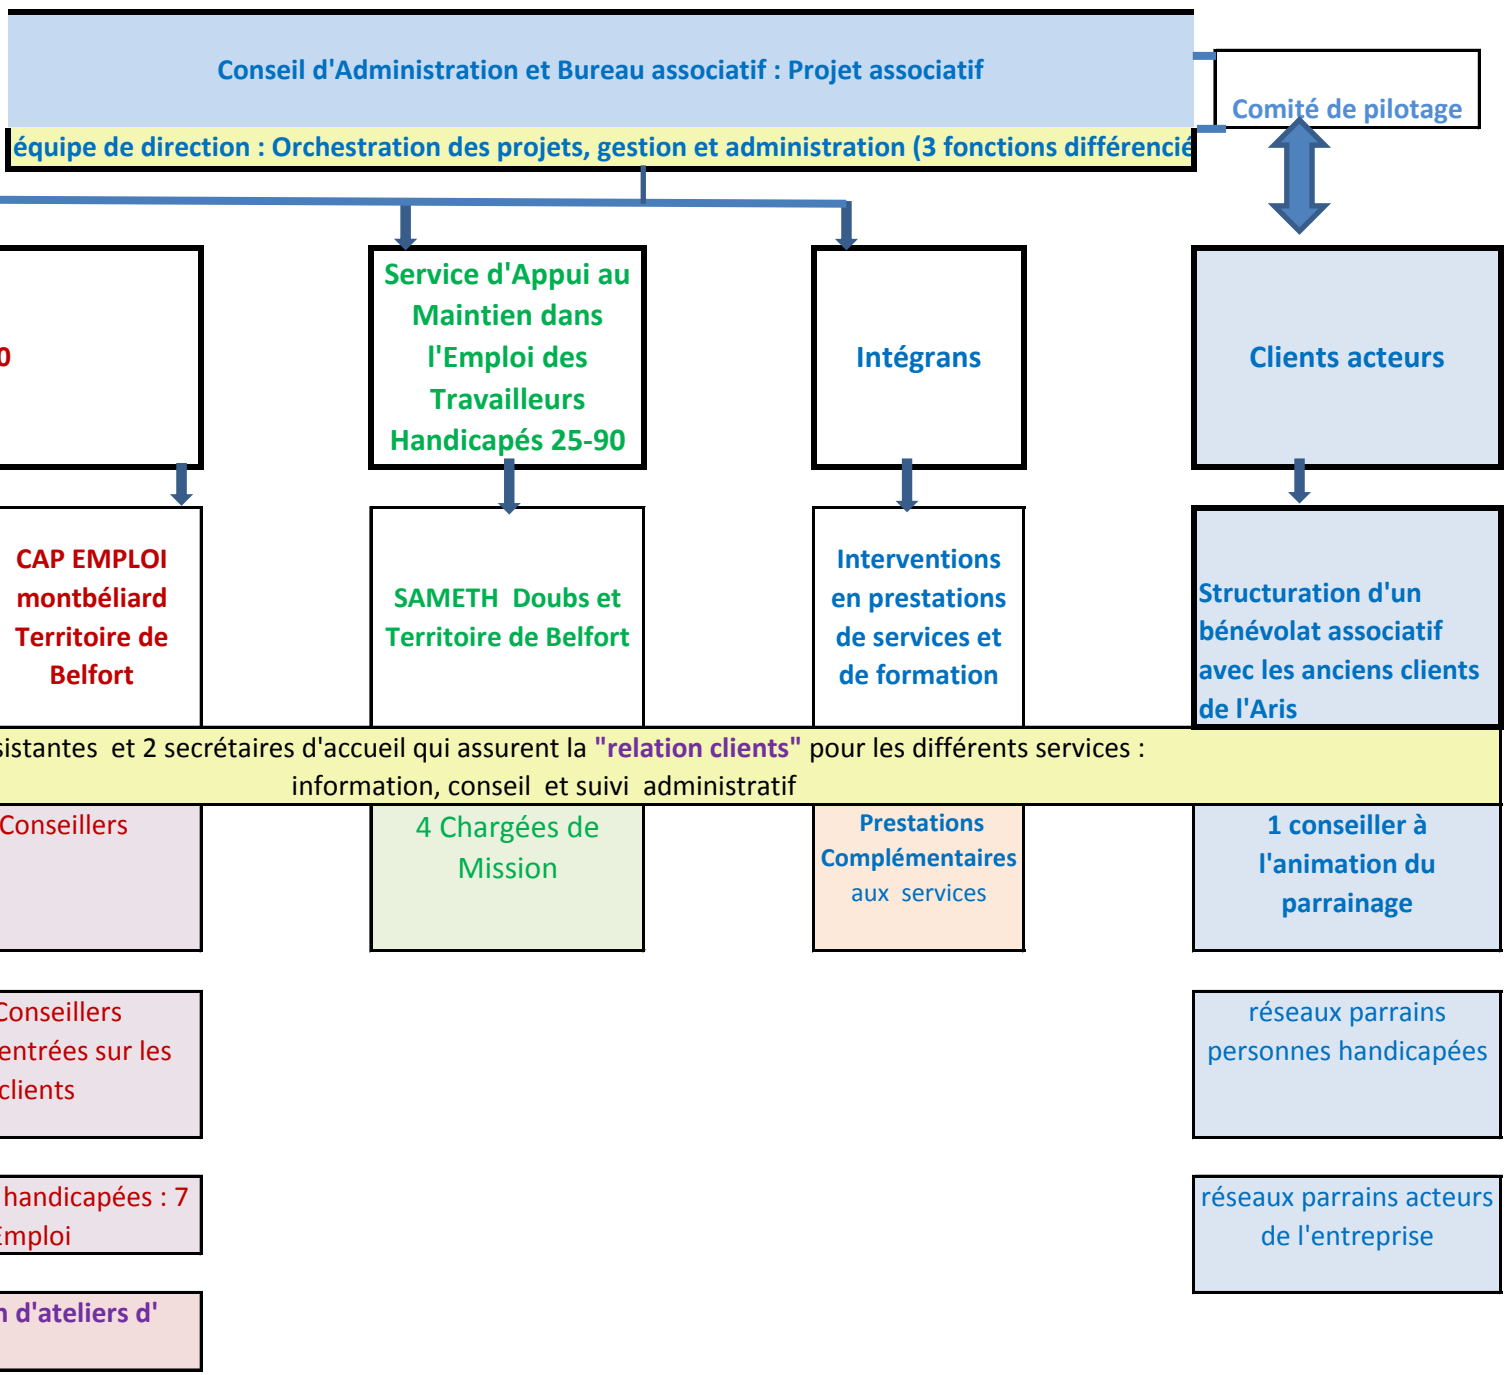 Conseil d'Administration et Bureau associatif : Projet associatif
Comité de pilotage
équipe de direction : Orchestration des projets, gestion et administration (3 fonctions différencié
0
Service d'Appui au
Maintien dans
l'Emploi des
Travailleurs
Handicapés 25-90
Intégrans
Clients acteurs
CAP EMPLOI
montbéliard
Territoire de
Belfort
SAMETH  Doubs et
Territoire de Belfort
Interventions
en prestations
de services et
de formation
Structuration d'un
bénévolat associatif
avec les anciens clients
de l'Aris
sistantes  et 2 secrétaires d'accueil qui assurent la "relation clients" pour les différents services :
information, conseil  et suivi  administratif
Conseillers
4 Chargées de
Mission
Prestations
Complémentaires
aux  services
1 conseiller à
l'animation du
parrainage
Conseillers
entrées sur les
clients
réseaux parrains
personnes handicapées
handicapées : 7
Emploi
réseaux parrains acteurs
de l'entreprise
n d'ateliers d'